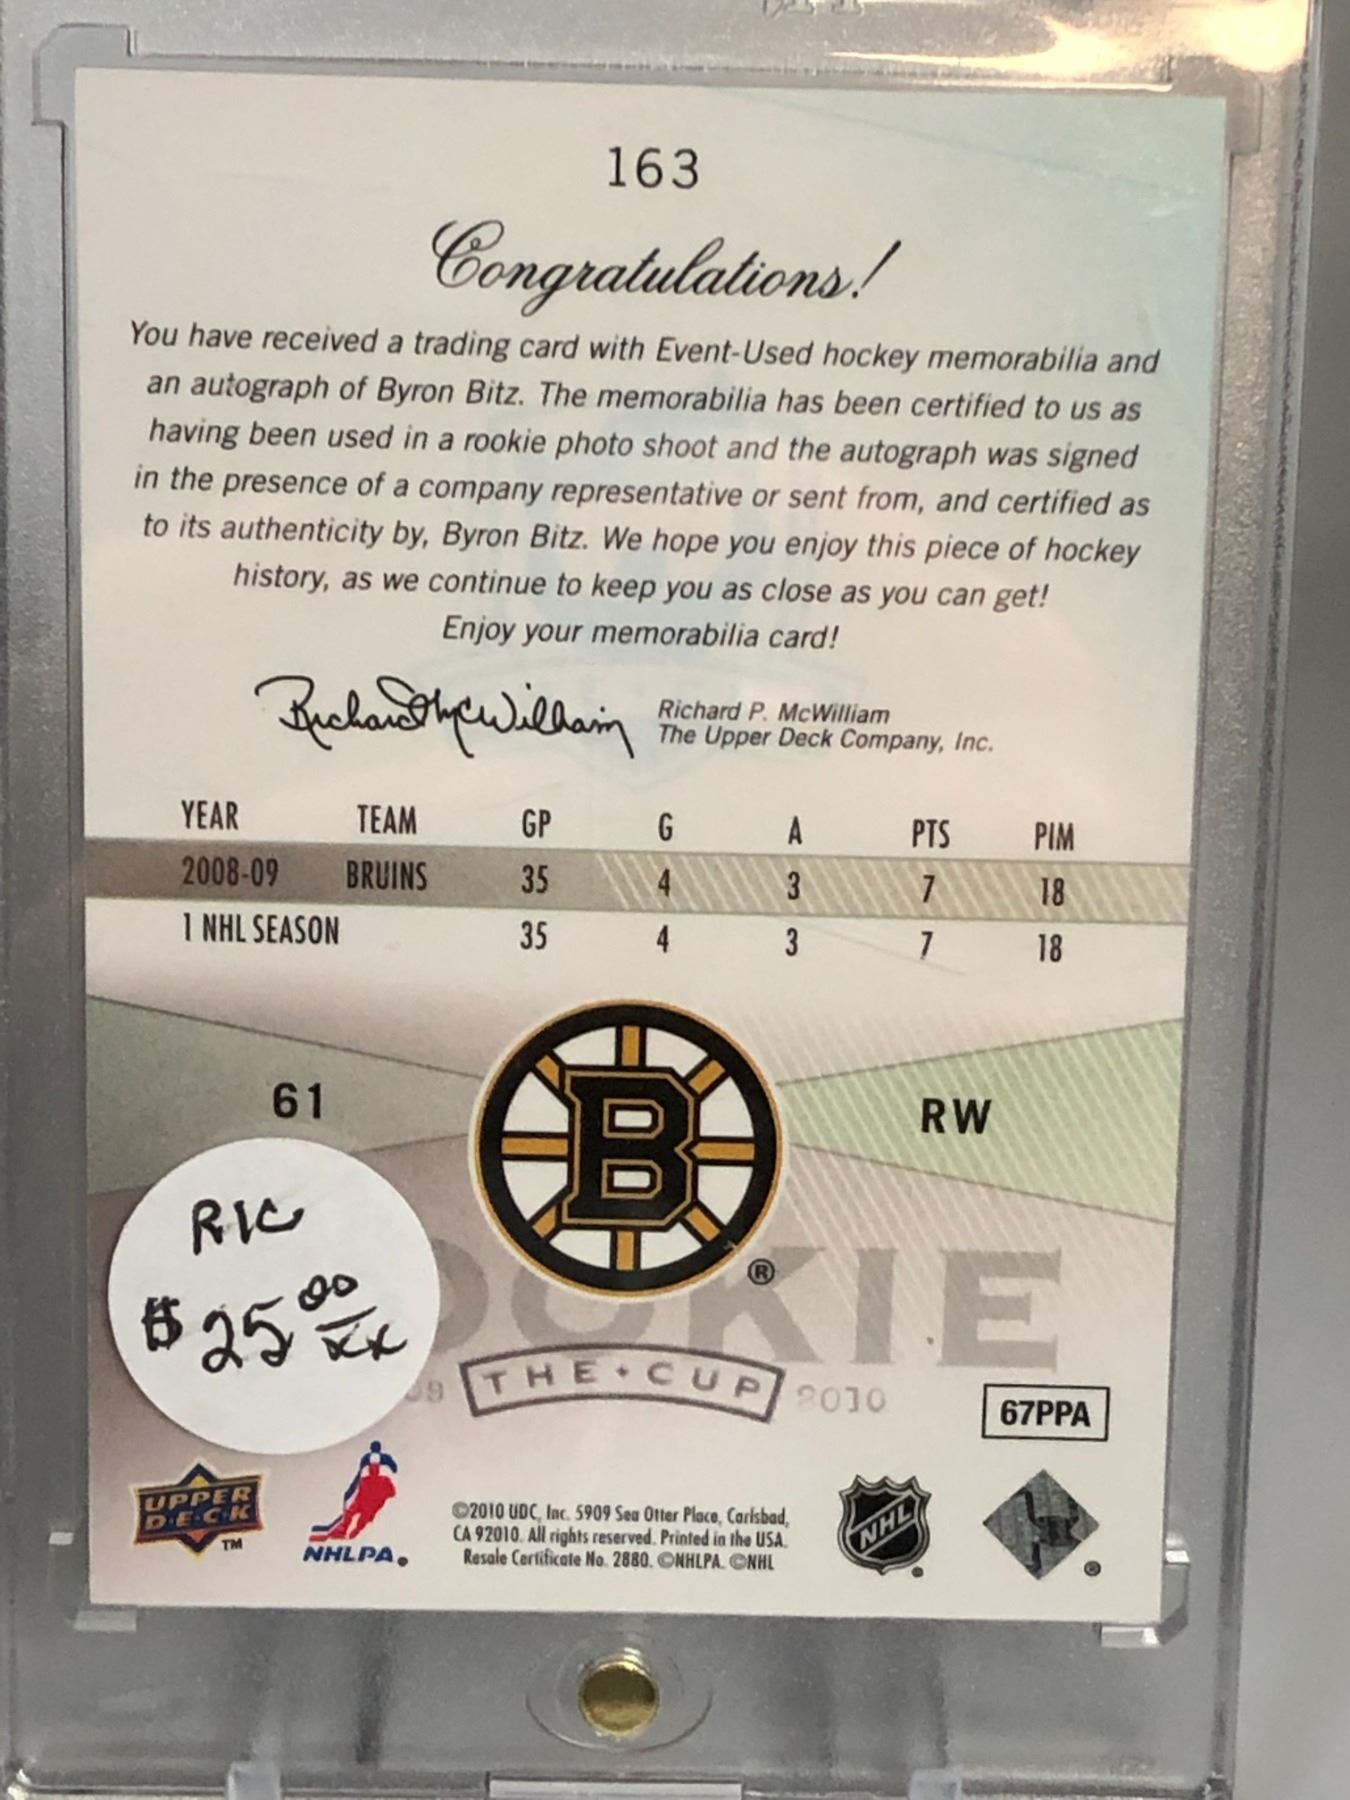 163
Congratulations!
You have received a trading card with Event-Used hockey memorabilia and
an autograph of Byron Bitz. The memorabilia has been certified to us as
having been used in a rookie photo shoot and the autograph was signed
in the presence of a company representative or sent from, and certified as
to its authenticity by, Byron Bitz. We hope you enjoy this piece of hockey
history, as we continue to keep you as close as you can get!
Enjoy your memorabilia card!
Richard McWilliam
Richard P. McWilliam
The Upper Deck Company, Inc.
YEAR TEAM GP G A PTS PIM
2008-09 BRUINS 35 4 3 7 18
1 NHL SEASON 35 4 3 7 18
61
B
®
RW
R/C
$25 00/xx
OOKIE
09 THE CUP 2010
67PPA
UPPER
D·E·C·K
TM
NHLPA®
©2010 UDC, Inc. 5909 Sea Otter Place, Carlsbad,
CA 92010. All rights reserved. Printed in the USA.
Resale Certificate No. 2880. ©NHLPA. ©NHL
NHL
®
®